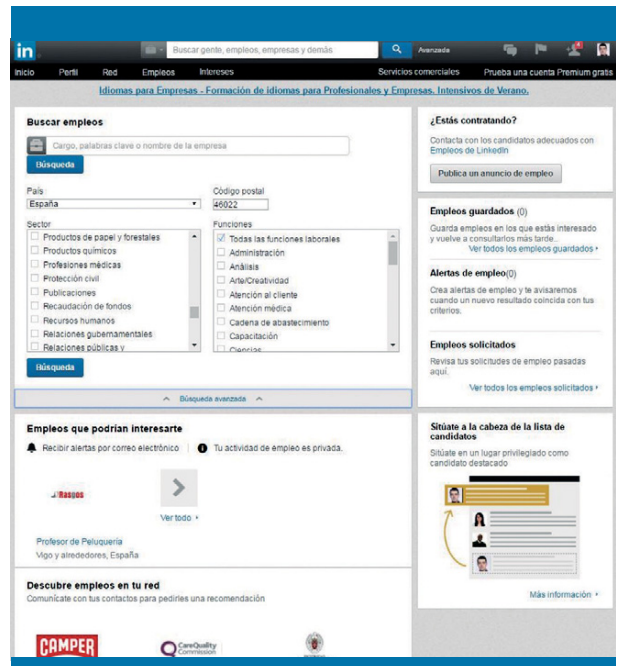 in
Buscar gente, empleos, empresas y demás
Avanzada
Inicio Perfil Red Empleos Intereses Servicios comerciales Prueba una cuenta Premium gratis
Idiomas para Empresas - Formación de idiomas para Profesionales y Empresas. Intensivos de Verano.
Buscar empleos
Cargo, palabras clave o nombre de la empresa
Búsqueda
País
España
Código postal
46022
Sector
Productos de papel y forestales
Productos químicos
Profesiones médicas
Protección civil
Publicaciones
Recaudación de fondos
Recursos humanos
Relaciones gubernamentales
Relaciones públicas y
Funciones
Todas las funciones laborales
Administración
Análisis
Arte/Creatividad
Atención al cliente
Atención médica
Cadena de abastecimiento
Capacitación
Ciencias
Búsqueda
Búsqueda avanzada
Empleos que podrían interesarte
Recibir alertas por correo electrónico
Tu actividad de empleo es privada.
Rasgos
Ver todo
Profesor de Peluquería
Vigo y alrededores, España
Descubre empleos en tu red
Comunícate con tus contactos para pedirles una recomendación
CAMPER
CareQuality
Commission
¿Estás contratando?
Contacta con los candidatos adecuados con
Empleos de LinkedIn
Publica un anuncio de empleo
Empleos guardados (0)
Guarda empleos en los que estás interesado
y vuelve a consultarlos más tarde..
Ver todos los empleos guardados
Alertas de empleo(0)
Crea alertas de empleo y te avisaremos
cuando un nuevo resultado coincida con tus
criterios.
Empleos solicitados
Revisa tus solicitudes de empleo pasadas
aquí.
Ver todos los empleos solicitados
Sitúate a la cabeza de la lista de
candidatos
Sitúate en un lugar privilegiado como
candidato destacado
Más información